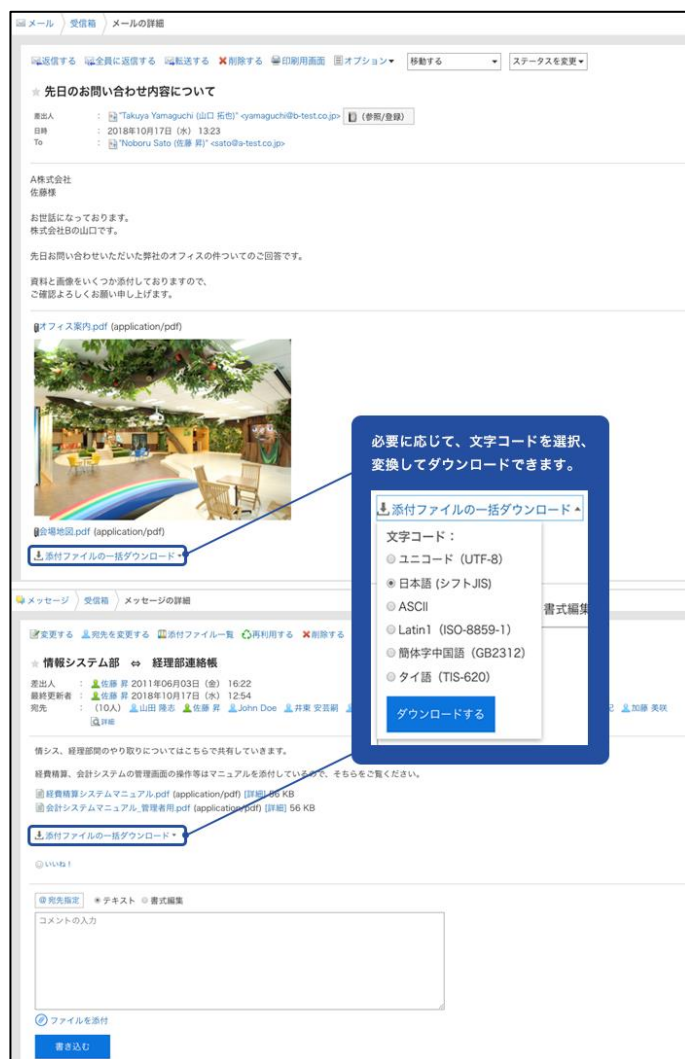 メール 〉 受信箱 〉 メールの詳細
返信する 全員に返信する 転送する 削除する 印刷用画面 オプション▾ 移動する ▾ ステータスを変更▾
先日のお問い合わせ内容について
差出人 : "Takuya Yamaguchi (山口 拓也)" <yamaguchi@b-test.co.jp> (参照/登録)
日時 : 2018年10月17日（水） 13:23
To : "Noboru Sato (佐藤 昇)" <sato@a-test.co.jp>
A株式会社
佐藤様
お世話になっております。
株式会社Bの山口です。
先日お問い合わせいただいた弊社のオフィスの件ついてのご回答です。
資料と画像をいくつか添付しておりますので、
ご確認よろしくお願い申し上げます。
オフィス案内.pdf (application/pdf)
会場地図.pdf (application/pdf)
添付ファイルの一括ダウンロード ▾
必要に応じて、文字コードを選択、
変換してダウンロードできます。
添付ファイルの一括ダウンロード ▴
文字コード：
ユニコード（UTF-8）
日本語 (シフトJIS)
書式編集
ASCII
Latin1（ISO-8859-1）
簡体字中国語（GB2312）
タイ語（TIS-620）
ダウンロードする
メッセージ 〉 受信箱 〉 メッセージの詳細
変更する 宛先を変更する 添付ファイル一覧 再利用する 削除する
情報システム部 ⇔ 経理部連絡帳
差出人 : 佐藤 昇 2011年06月03日（金） 16:22
最終更新者 : 佐藤 昇 2018年10月17日（水） 12:54
宛先 : （10人） 山田 隆志 佐藤 昇 John Doe 井東 安芸嗣 加藤 美咲
詳細
情シス、経理部間のやり取りについてはこちらで共有していきます。
経費精算、会計システムの管理画面の操作等はマニュアルを添付しているので、そちらをご覧ください。
経費精算システムマニュアル.pdf (application/pdf) [詳細] 56 KB
会計システムマニュアル_管理者用.pdf (application/pdf) [詳細] 56 KB
添付ファイルの一括ダウンロード ▾
いいね！
@宛先指定 テキスト 書式編集
コメントの入力
ファイルを添付
書き込む